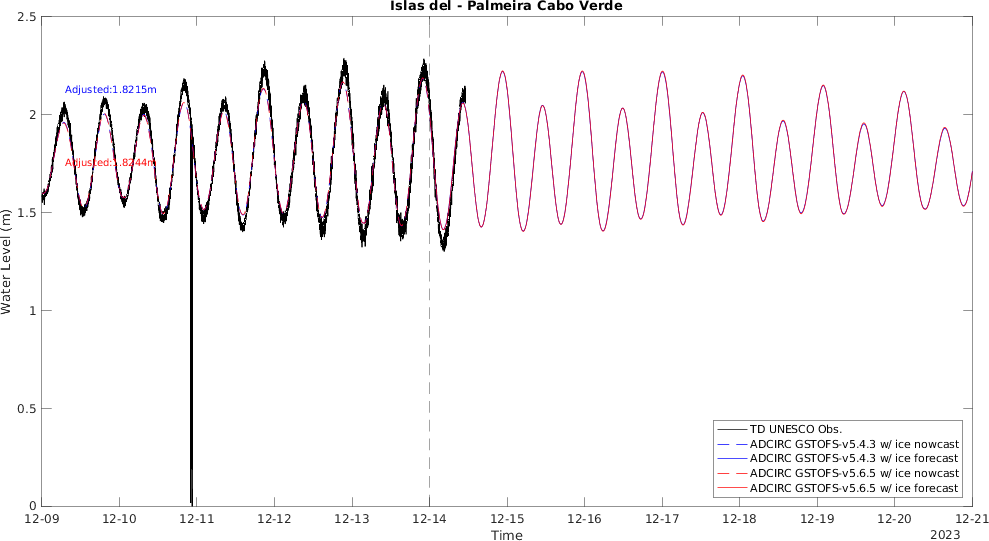 Islas del - Palmeira Cabo Verde
2.5
2
1.5
1
0.5
0
Water Level (m)
Adjusted:1.8215m
Adjusted:1.8244m
TD UNESCO Obs.
ADCIRC GSTOFS-v5.4.3 w/ ice nowcast
ADCIRC GSTOFS-v5.4.3 w/ ice forecast
ADCIRC GSTOFS-v5.6.5 w/ ice nowcast
ADCIRC GSTOFS-v5.6.5 w/ ice forecast
12-09 12-10 12-11 12-12 12-13 12-14 12-15 12-16 12-17 12-18 12-19 12-20 12-21
Time
2023